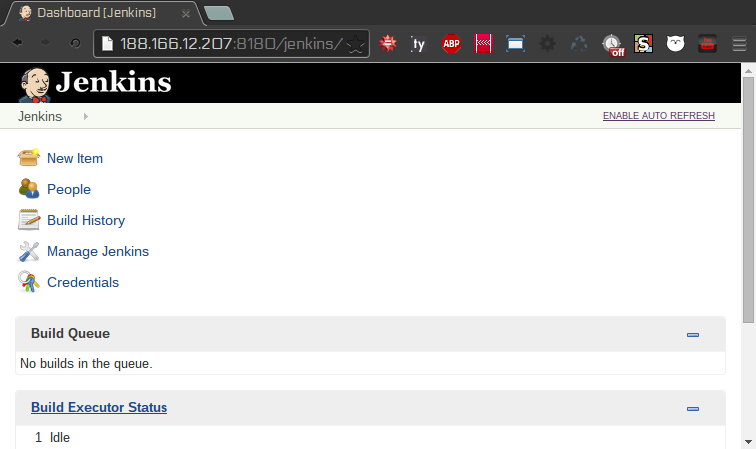 Dashboard [Jenkins]
188.166.12.207:8180/jenkins/
ty
ABP
off
S
Jenkins
Jenkins
ENABLE AUTO REFRESH
New Item
People
Build History
Manage Jenkins
Credentials
Build Queue
No builds in the queue.
Build Executor Status
1 Idle